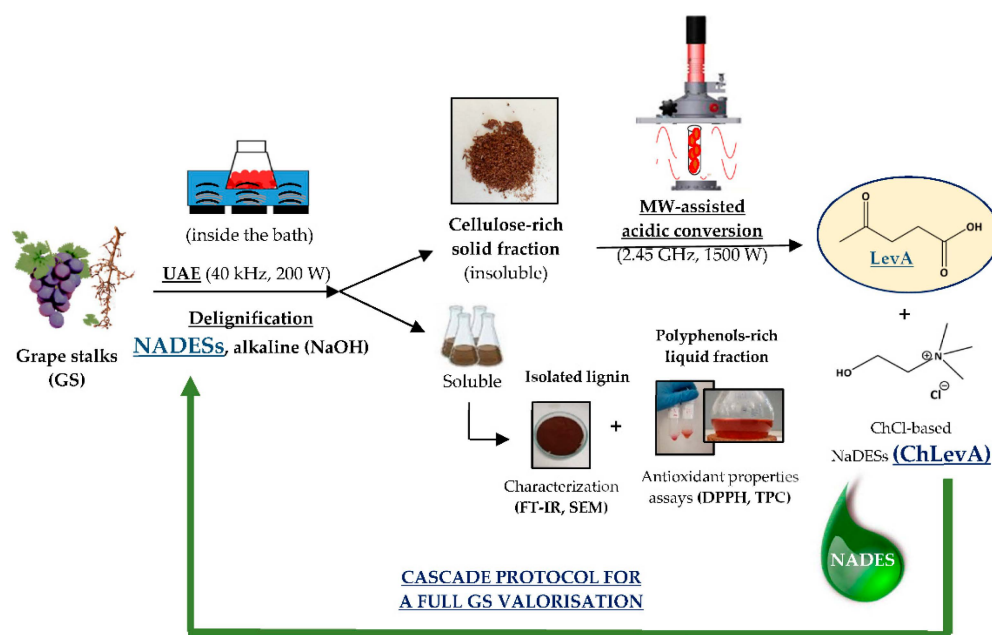 (inside the bath)
UAE (40 kHz, 200 W)
Delignification
NADESs, alkaline (NaOH)
Grape stalks
(GS)
Cellulose-rich
solid fraction
(insoluble)
MW-assisted
acidic conversion
(2.45 GHz, 1500 W)
O
OH
O
LevA
+
HO
N
+
Cl
−
ChCl-based
NaDESs (ChLevA)
NADES
Soluble
Isolated lignin
+
Polyphenols-rich
liquid fraction
Characterization
(FT-IR, SEM)
Antioxidant properties
assays (DPPH, TPC)
CASCADE PROTOCOL FOR
A FULL GS VALORISATION